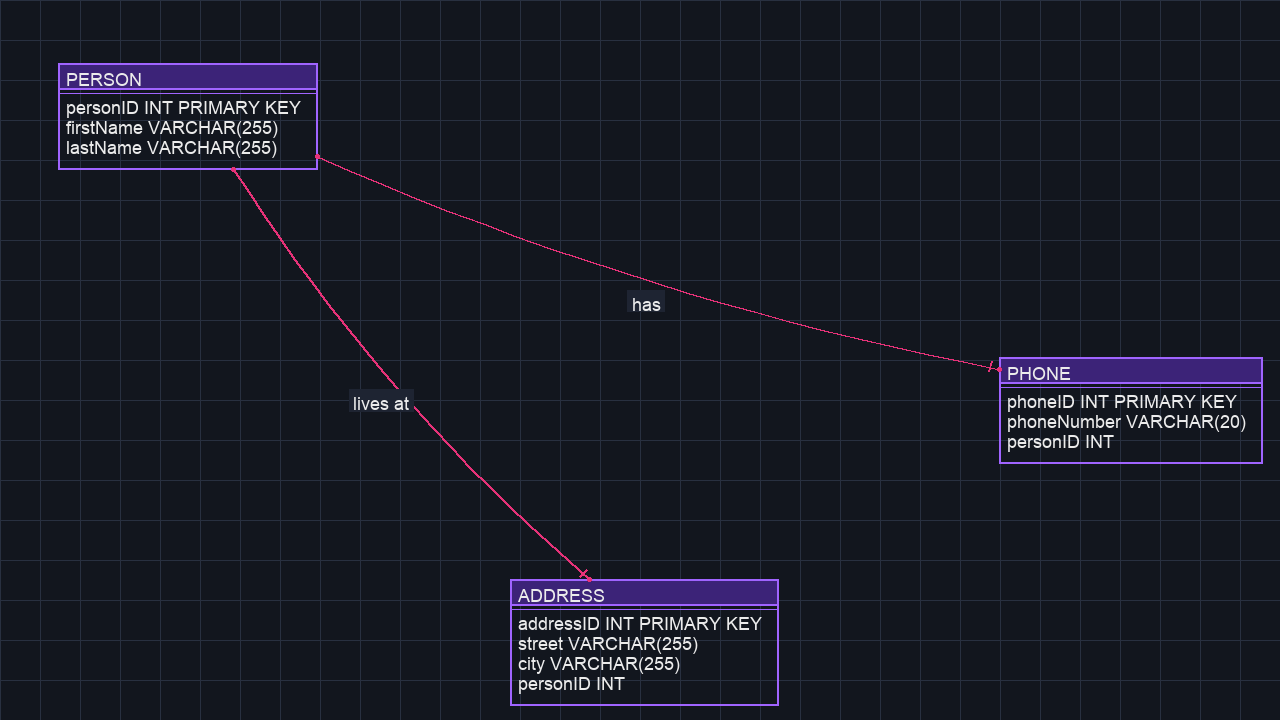 PERSON
personID INT PRIMARY KEY
firstName VARCHAR(255)
lastName VARCHAR(255)
has
PHONE
phoneID INT PRIMARY KEY
phoneNumber VARCHAR(20)
personID INT
lives at
ADDRESS
addressID INT PRIMARY KEY
street VARCHAR(255)
city VARCHAR(255)
personID INT